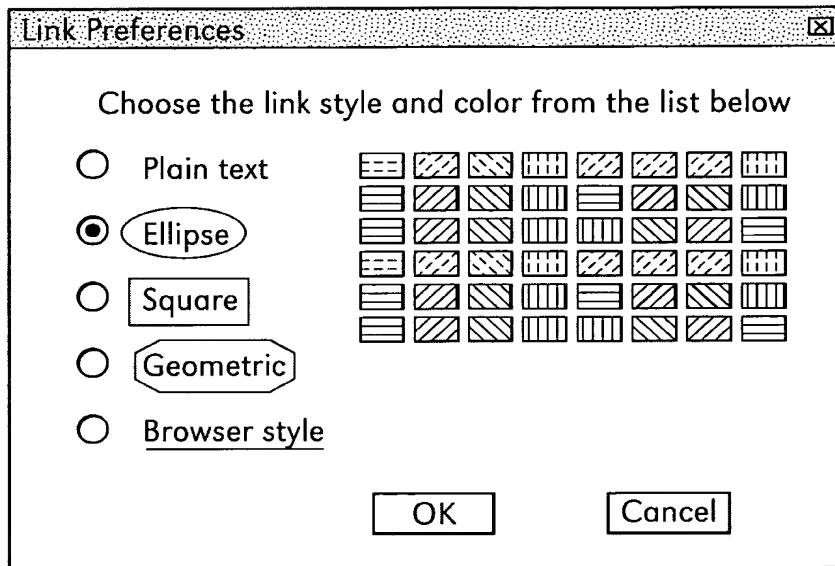 Link Preferences
Choose the link style and color from the list below
Plain text
Ellipse
Square
Geometric
Browser style
OK
Cancel